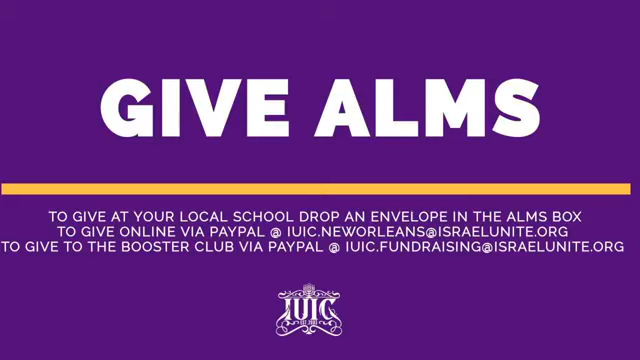 GIVE ALMS
TO GIVE AT YOUR LOCAL SCHOOL DROP AN ENVELOPE IN THE ALMS BOX
TO GIVE ONLINE VIA PAYPAL @ IUIC.NEWORLEANS@ISRAELUNITE.ORG
TO GIVE TO THE BOOSTER CLUB VIA PAYPAL @ IUIC.FUNDRAISING@ISRAELUNITE.ORG
IUIC